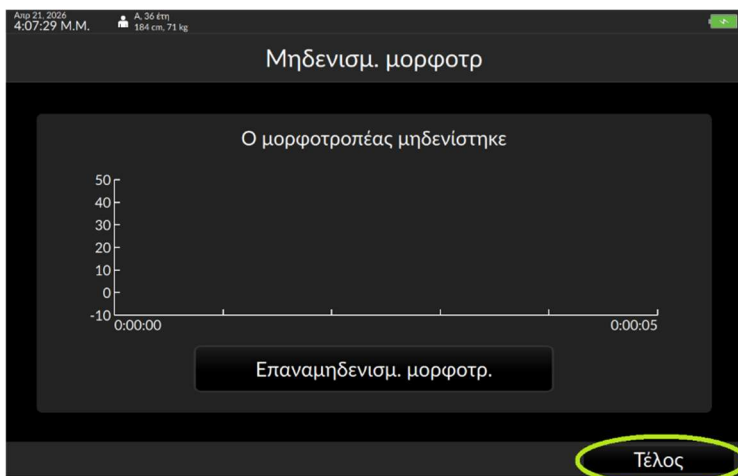 Απρ 21, 2026
4:07:29 Μ.Μ.
Α, 36 έτη
184 cm, 71 kg
Μηδενισμ. μορφοτρ
Ο μορφοτροπέας μηδενίστηκε
50
40
30
20
10
0
-10
0:00:00
0:00:05
Επαναμηδενισμ. μορφοτρ.
Τέλος